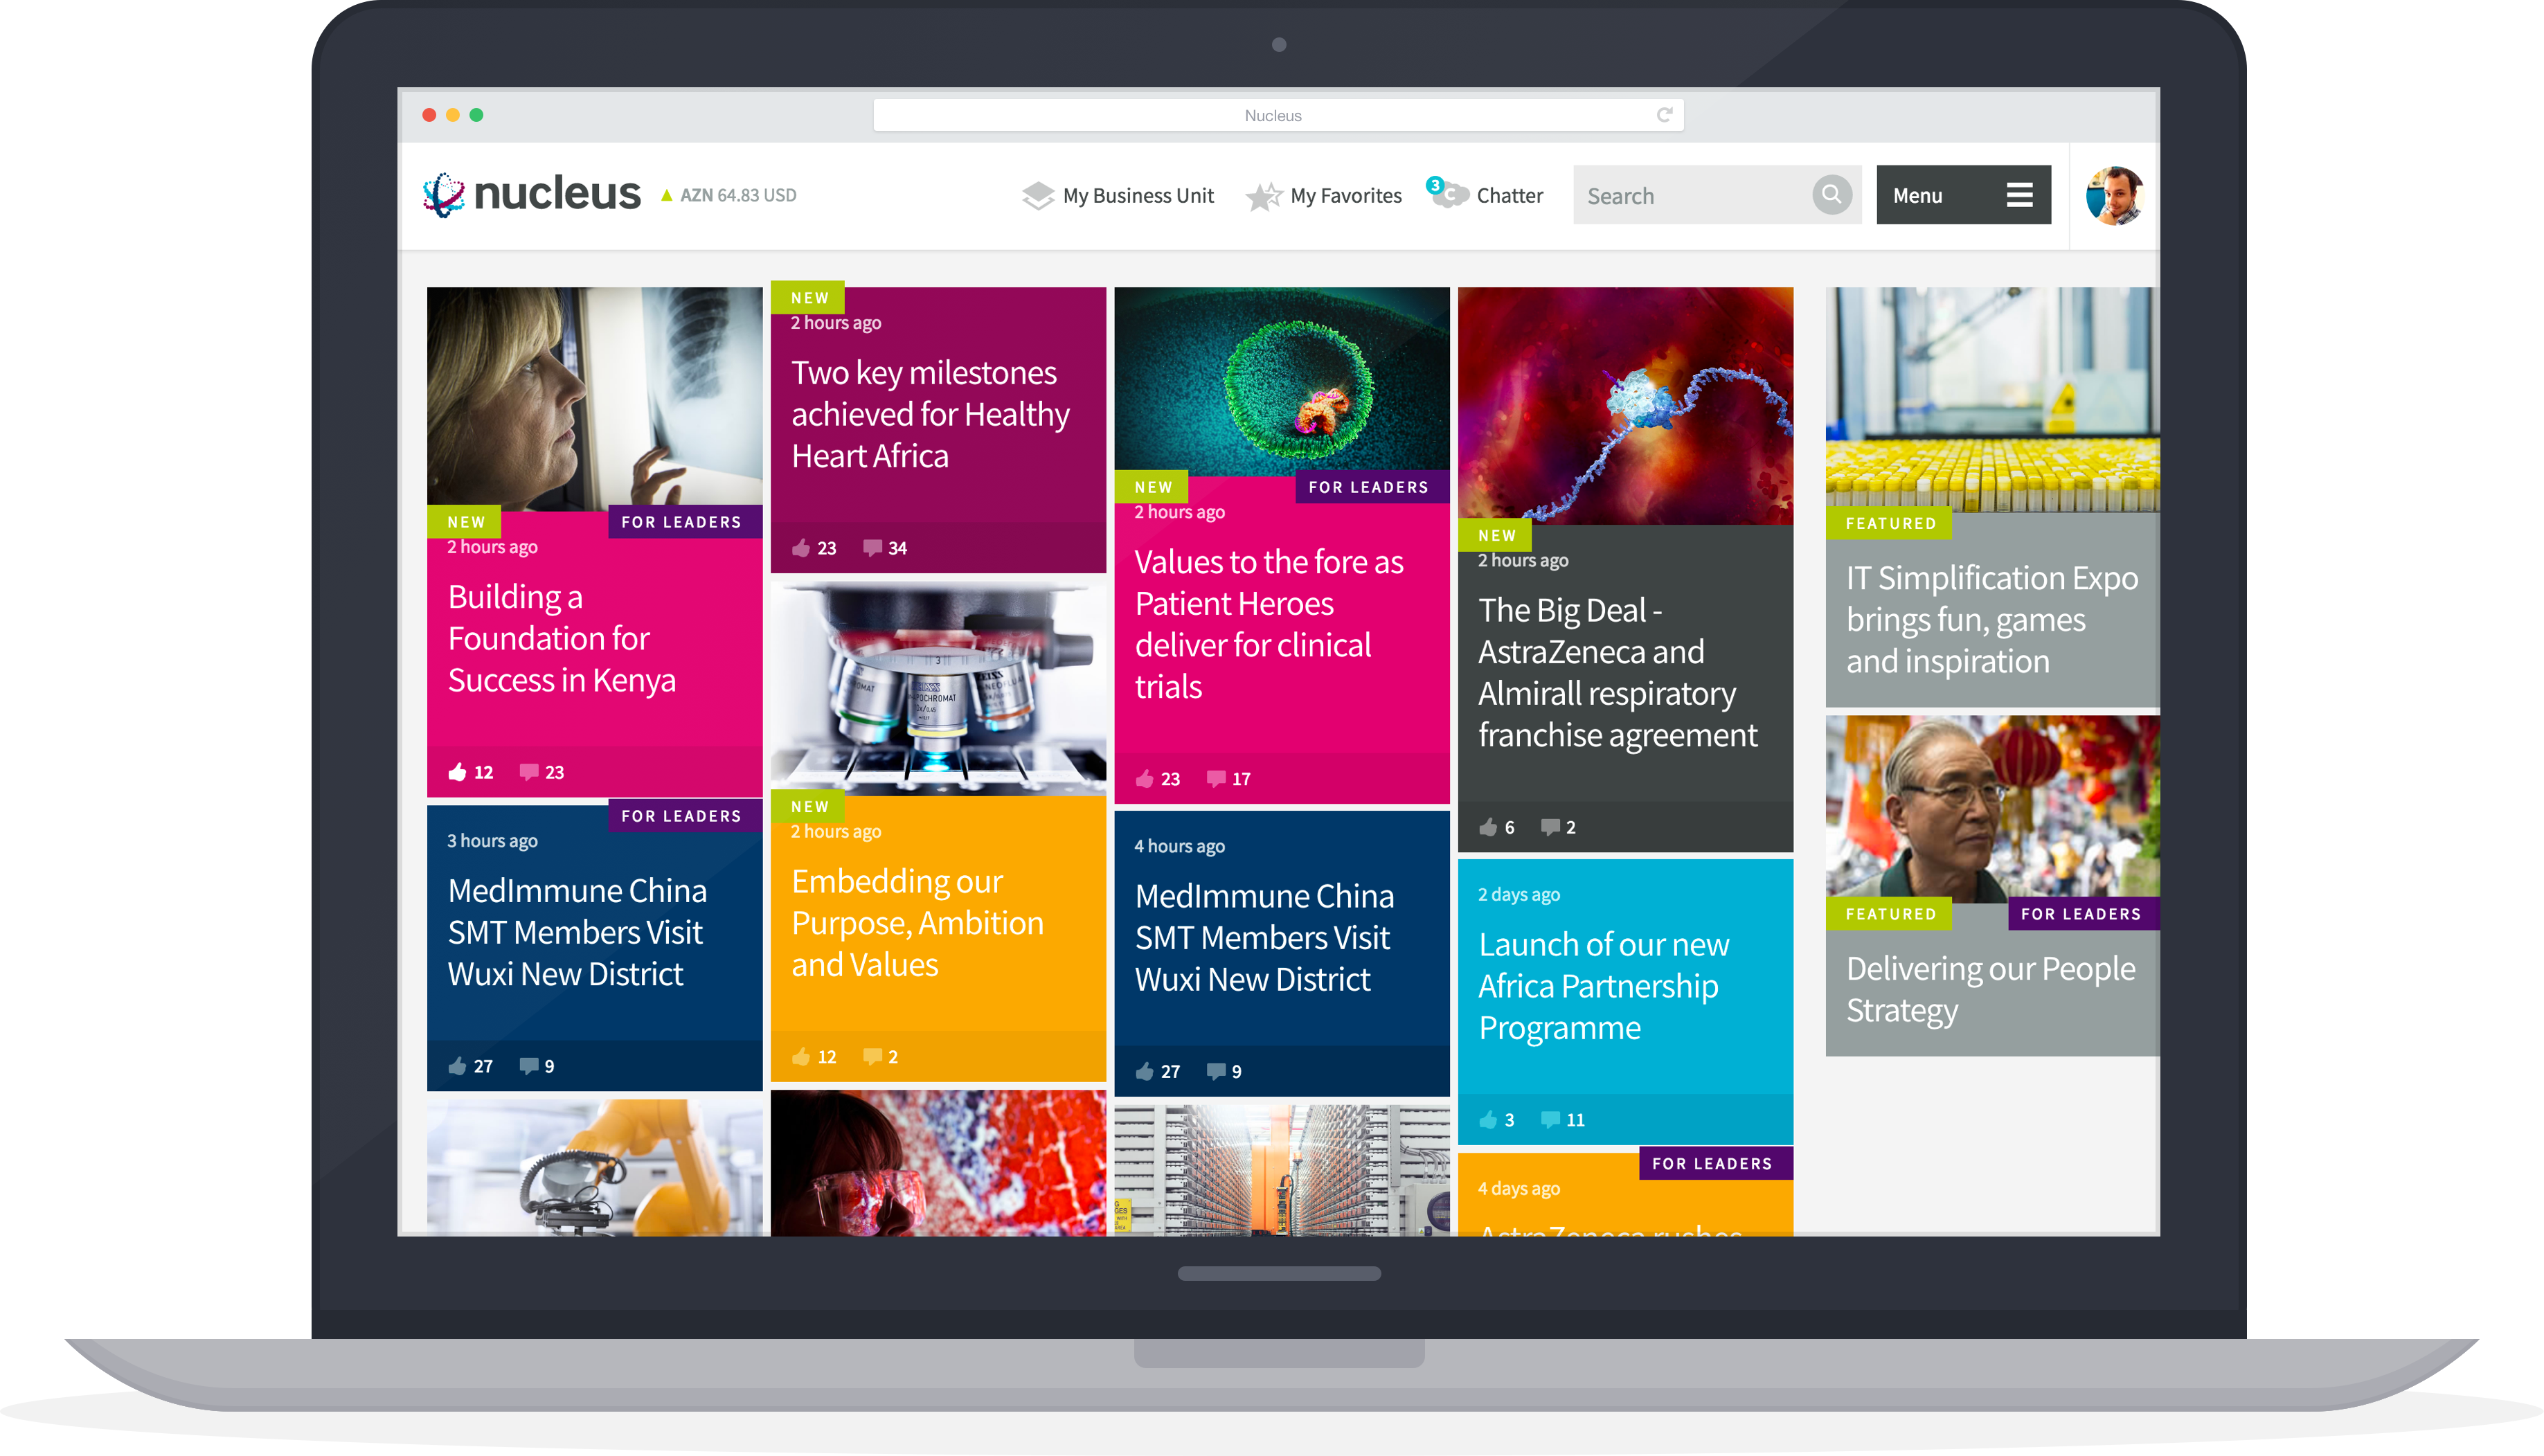 Nucleus
nucleus
AZN 64.83 USD
My Business Unit
My Favorites
3
C
Chatter
Search
Menu
NEW
FOR LEADERS
2 hours ago
Building a
Foundation for
Success in Kenya
12
23
FOR LEADERS
3 hours ago
MedImmune China
SMT Members Visit
Wuxi New District
27
9
NEW
2 hours ago
Two key milestones
achieved for Healthy
Heart Africa
23
34
3
NEW
2 hours ago
Embedding our
Purpose, Ambition
and Values
12
2
NEW
FOR LEADERS
2 hours ago
Values to the fore as
Patient Heroes
deliver for clinical
trials
23
17
4 hours ago
MedImmune China
SMT Members Visit
Wuxi New District
27
9
NEW
2 hours ago
The Big Deal -
AstraZeneca and
Almirall respiratory
franchise agreement
6
2
2 days ago
Launch of our new
Africa Partnership
Programme
3
11
FOR LEADERS
4 days ago
AstraZeneca rushes
FEATURED
IT Simplification Expo
brings fun, games
and inspiration
FEATURED
FOR LEADERS
Delivering our People
Strategy